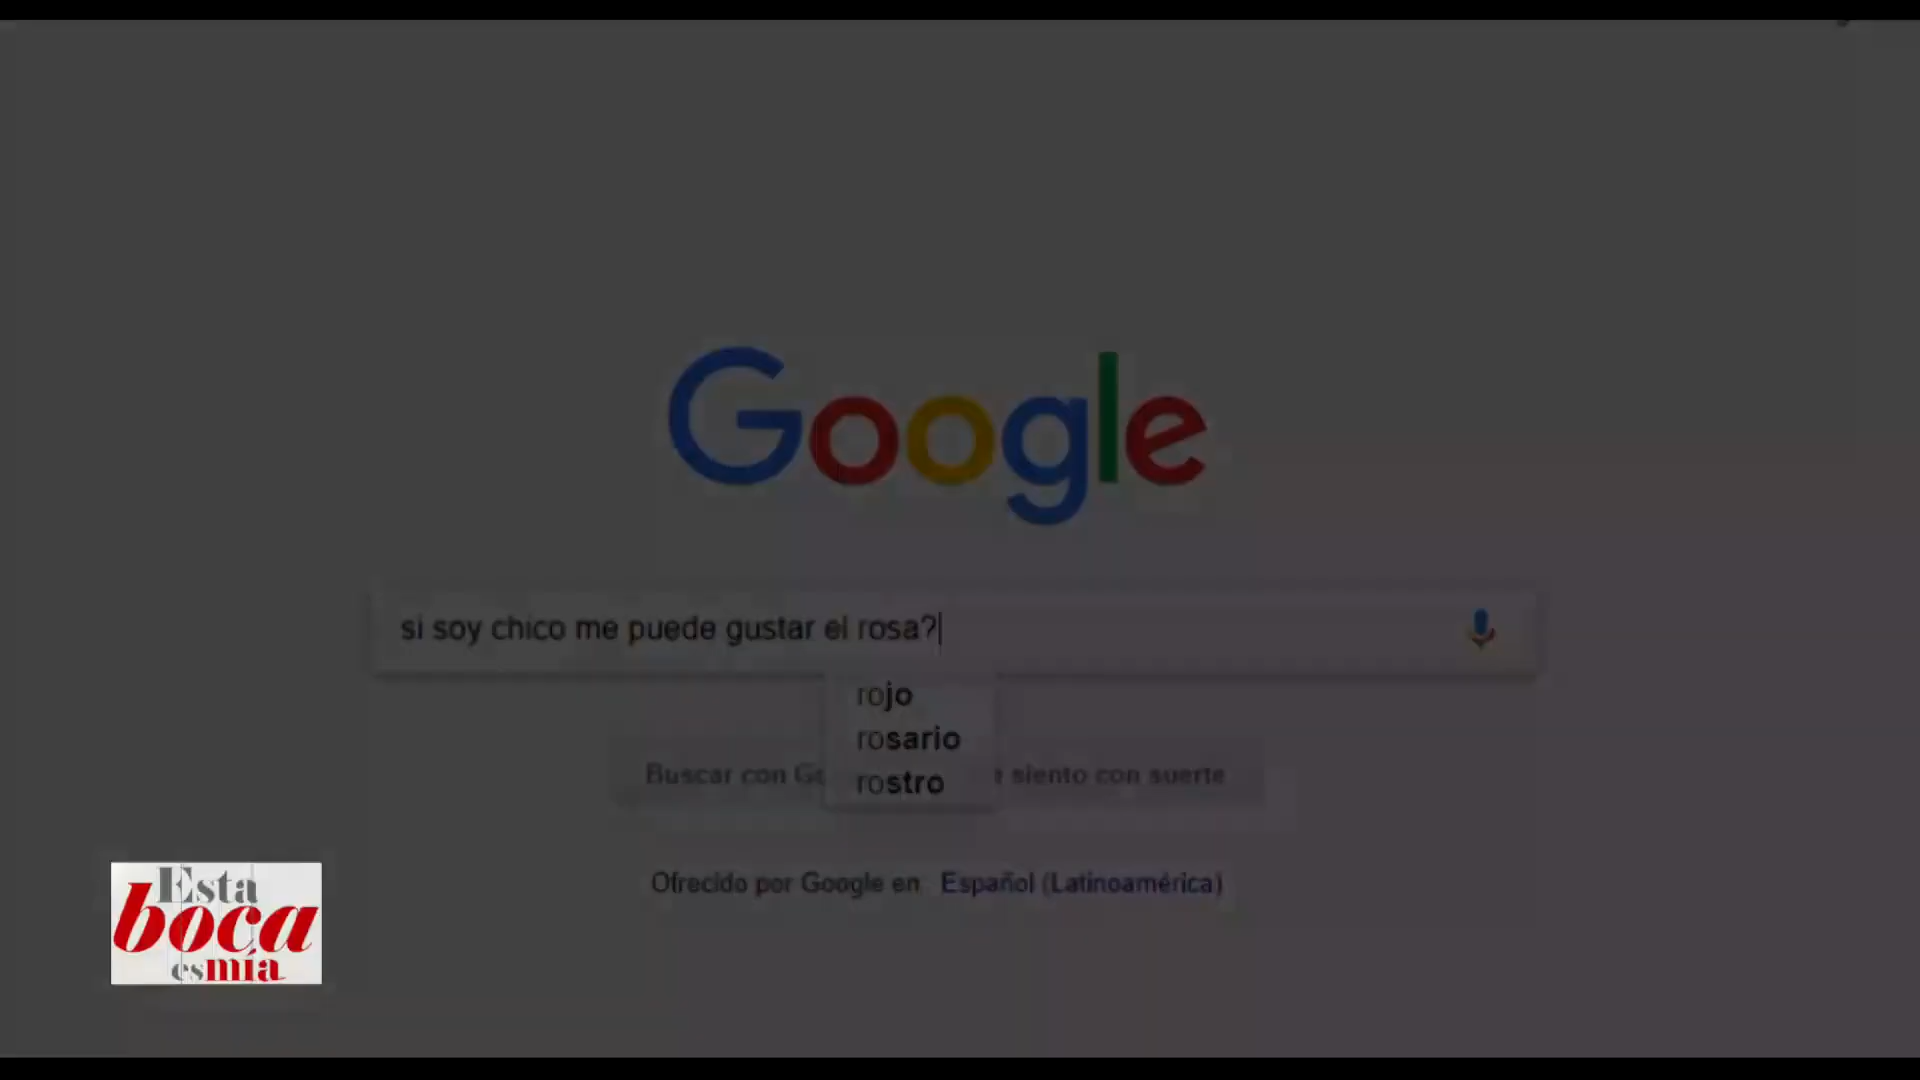 Google
si soy chico me puede gustar el rosa?
rojo
rosario
rostro
Buscar con Go
siento con suerte
Ofrecido por Google en Español (Latinoamérica)
Esta
boca
es mía